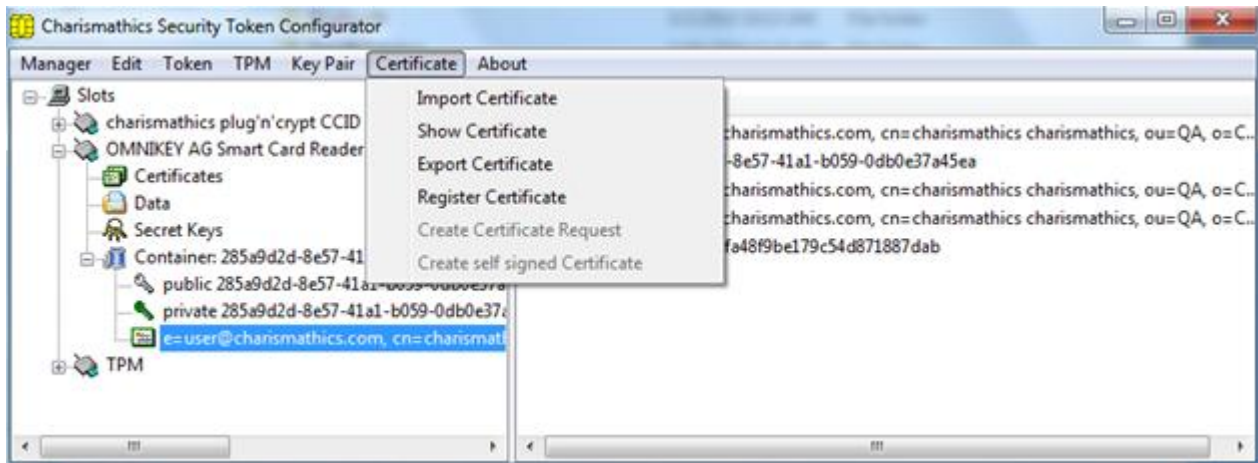 Charismathics Security Token Configurator
Manager Edit Token TPM Key Pair Certificate About
Slots
charismathics plug'n'crypt CCID
OMNIKEY AG Smart Card Reader
Certificates
Data
Secret Keys
Container: 285a9d2d-8e57-41
public 285a9d2d-8e57-41a1-b059-0db0e37a
private 285a9d2d-8e57-41a1-b059-0db0e37a
e=user@charismathics.com, cn=charismath
TPM
Import Certificate
Show Certificate
Export Certificate
Register Certificate
Create Certificate Request
Create self signed Certificate
charismathics.com, cn=charismathics charismathics, ou=QA, o=C...
-8e57-41a1-b059-0db0e37a45ea
charismathics.com, cn=charismathics charismathics, ou=QA, o=C...
charismathics.com, cn=charismathics charismathics, ou=QA, o=C...
fa48f9be179c54d871887dab